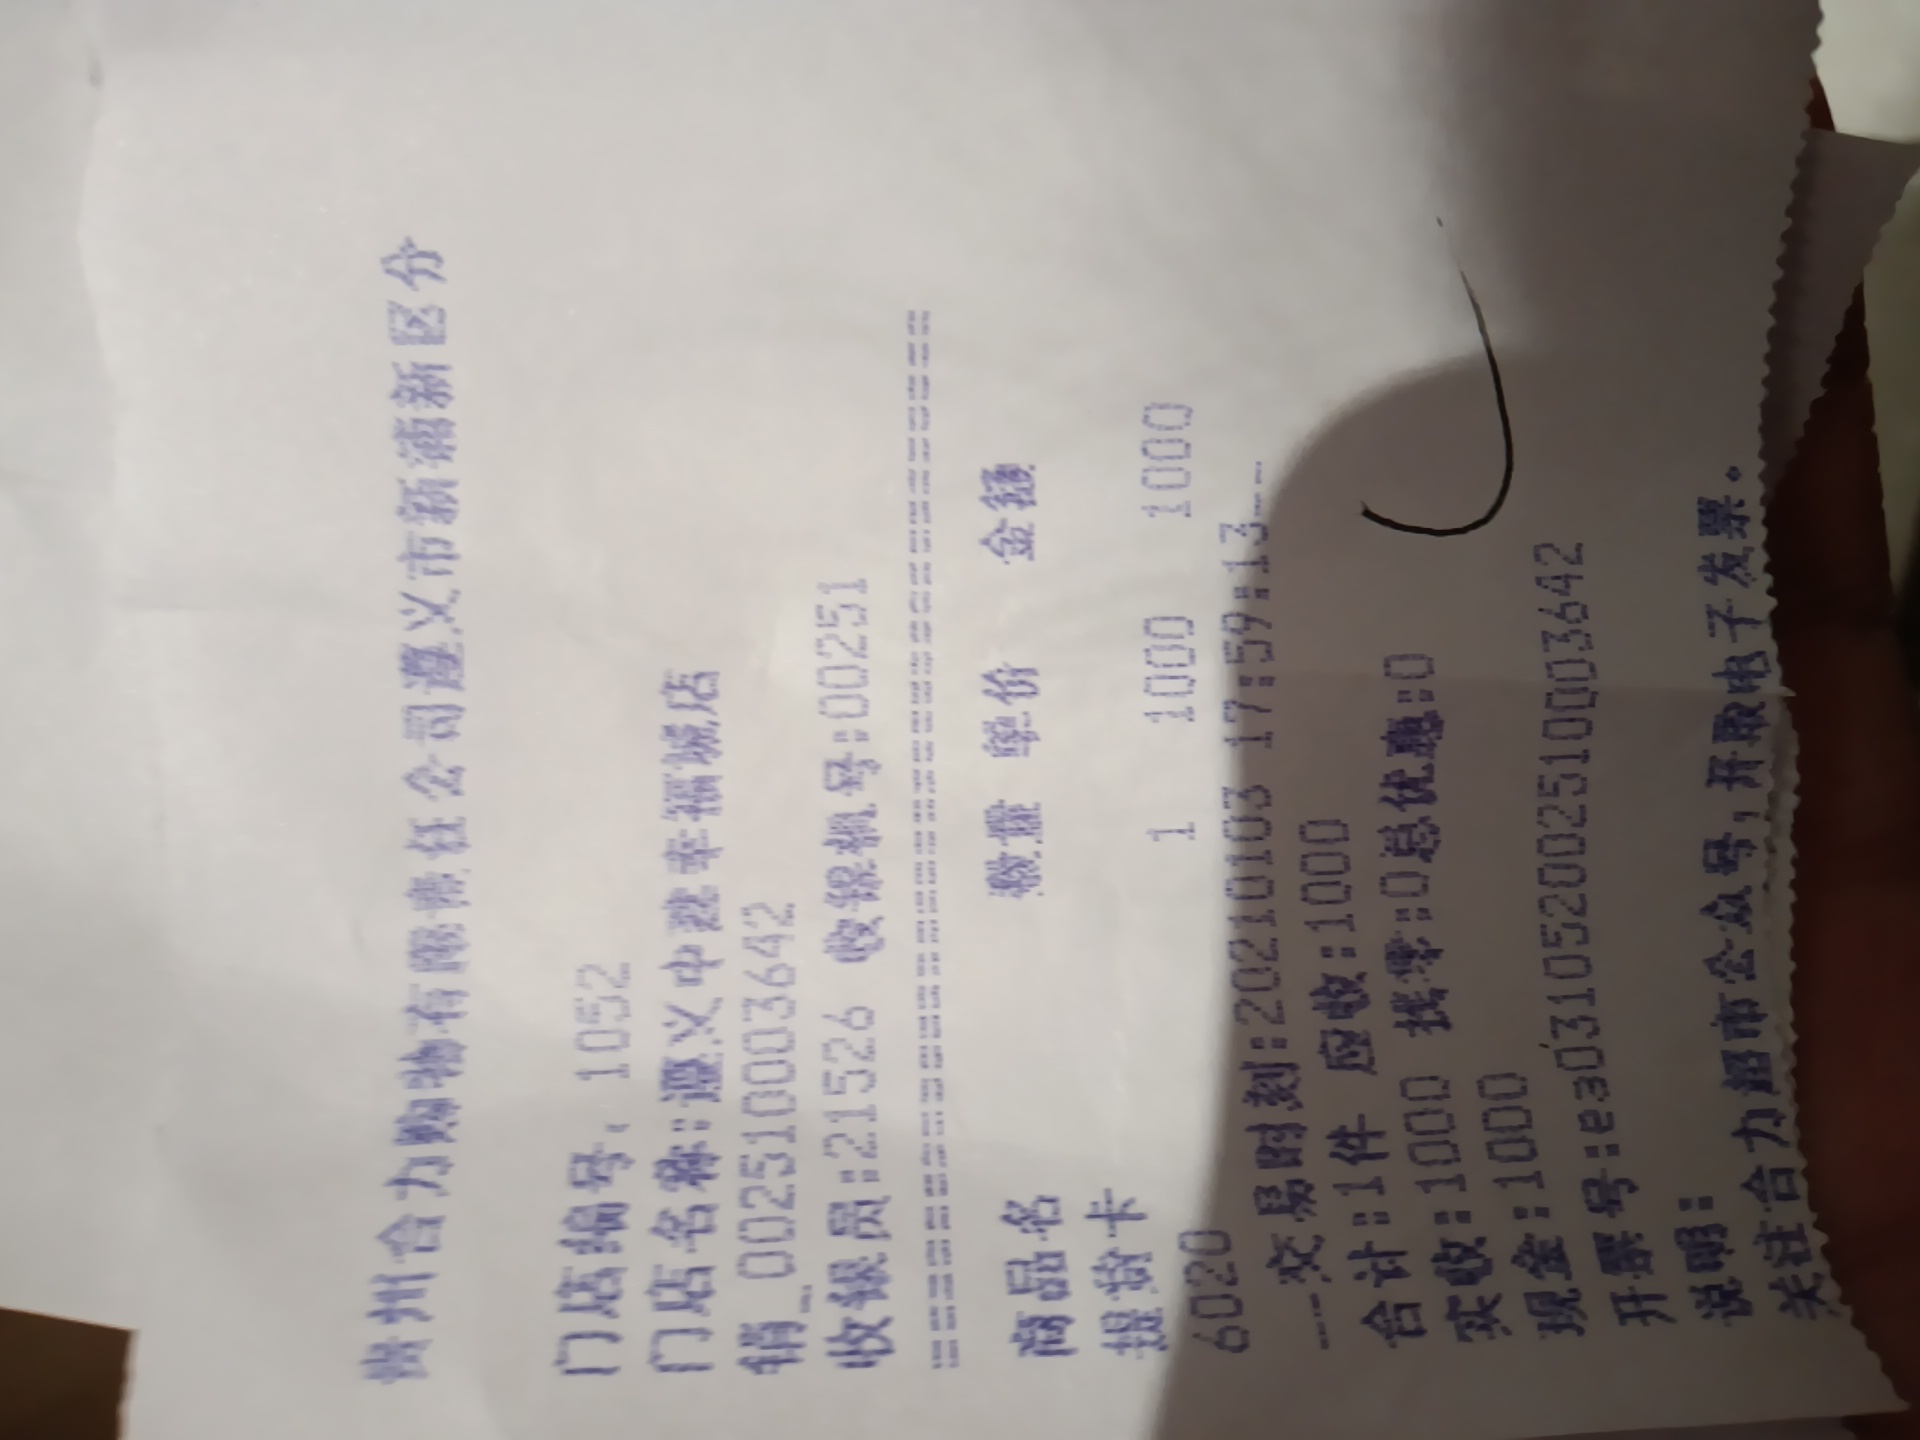 贵州合力购物有限责任公司遵义市新蒲新区分
门店编号: 1052
门店名称:遵义中建幸福城店
销_002510003642
收银员:21526 收银机号:00251
======================================
商品名 数量 单价 金额
提货卡
6020 1 1000 1000
--交易时刻:20210103 17:59:13--
合计:1件 应收:1000
实收:1000 找零:0总优惠:0
现金:1000
开票号:ea031052002510003642
说明:
关注合力超市公众号,开取电子发票。